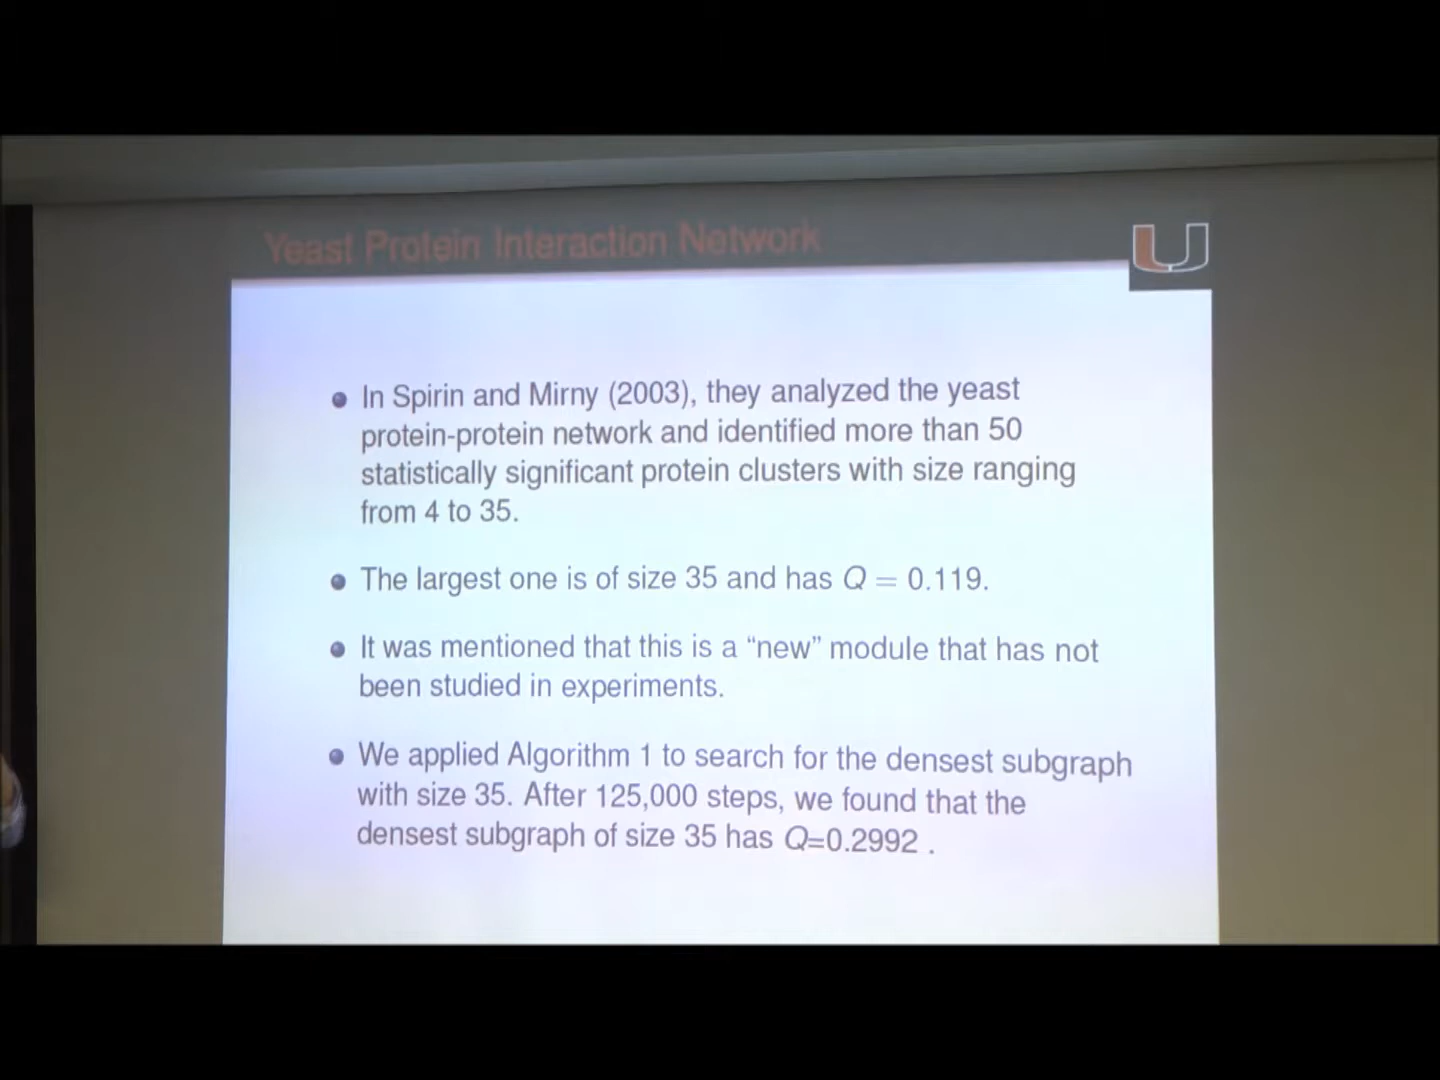 Yeast Protein Interaction Network
In Spirin and Mirny (2003), they analyzed the yeast
protein-protein network and identified more than 50
statistically significant protein clusters with size ranging
from 4 to 35.
The largest one is of size 35 and has Q = 0.119.
It was mentioned that this is a “new” module that has not
been studied in experiments.
We applied Algorithm 1 to search for the densest subgraph
with size 35. After 125,000 steps, we found that the
densest subgraph of size 35 has Q=0.2992 .